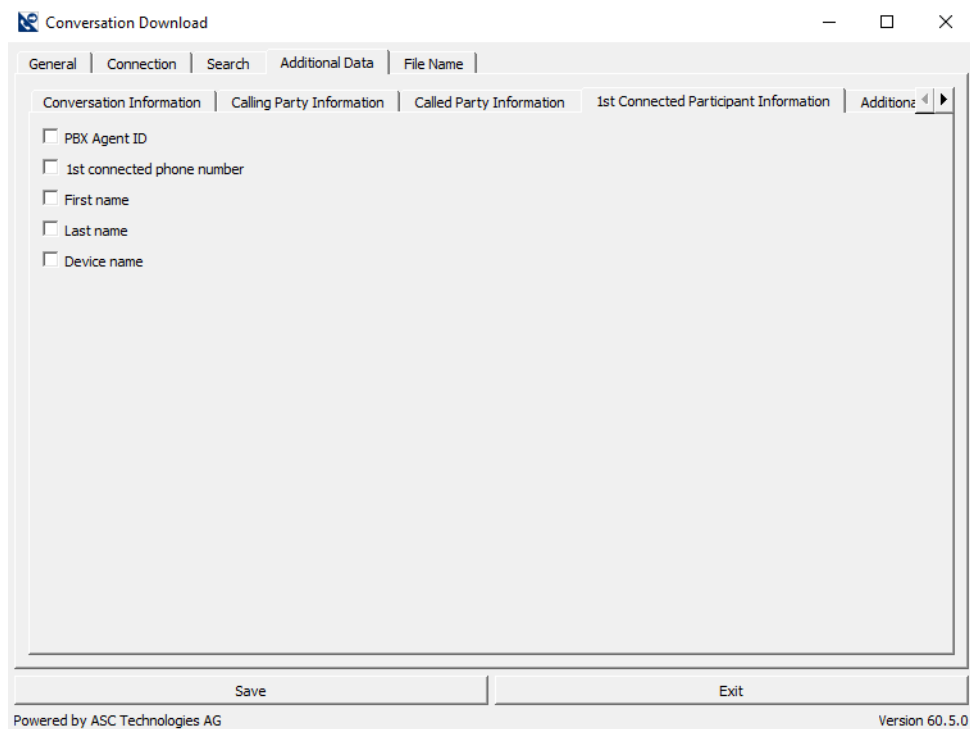 Conversation Download
General Connection Search Additional Data File Name
Conversation Information Calling Party Information Called Party Information 1st Connected Participant Information Additiona
PBX Agent ID
1st connected phone number
First name
Last name
Device name
Save Exit
Powered by ASC Technologies AG Version 60.5.0